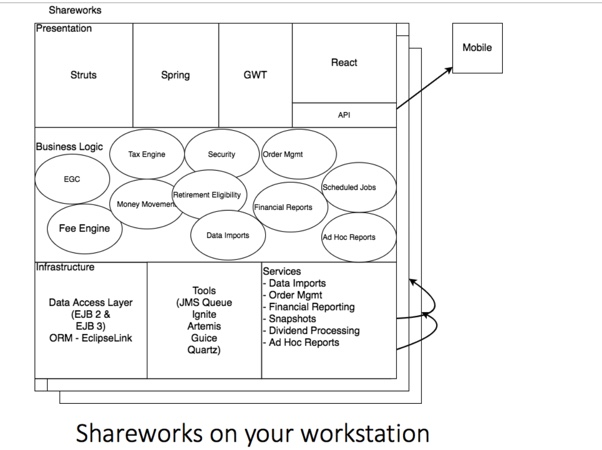 Shareworks
Presentation
Struts
Spring
GWT
React
API
Mobile
Business Logic
Tax Engine
Security
Order Mgmt
EGC
Scheduled Jobs
Money Movemen
Retirement Eligibility
Financial Reports
Fee Engine
Data Imports
Ad Hoc Reports
Infrastructure
Data Access Layer
(EJB 2 &
EJB 3)
ORM - EclipseLink
Tools
(JMS Queue
Ignite
Artemis
Guice
Quartz)
Services
- Data Imports
- Order Mgmt
- Financial Reporting
- Snapshots
- Dividend Processing
- Ad Hoc Reports
Shareworks on your workstation